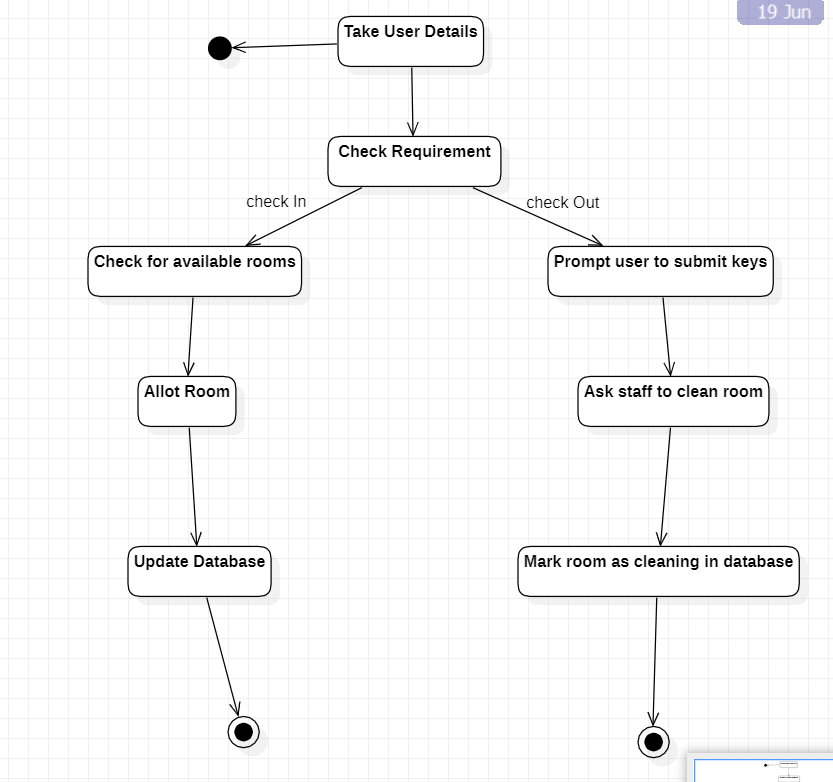 19 Jun
Take User Details
Check Requirement
check In
check Out
Check for available rooms
Prompt user to submit keys
Allot Room
Ask staff to clean room
Update Database
Mark room as cleaning in database